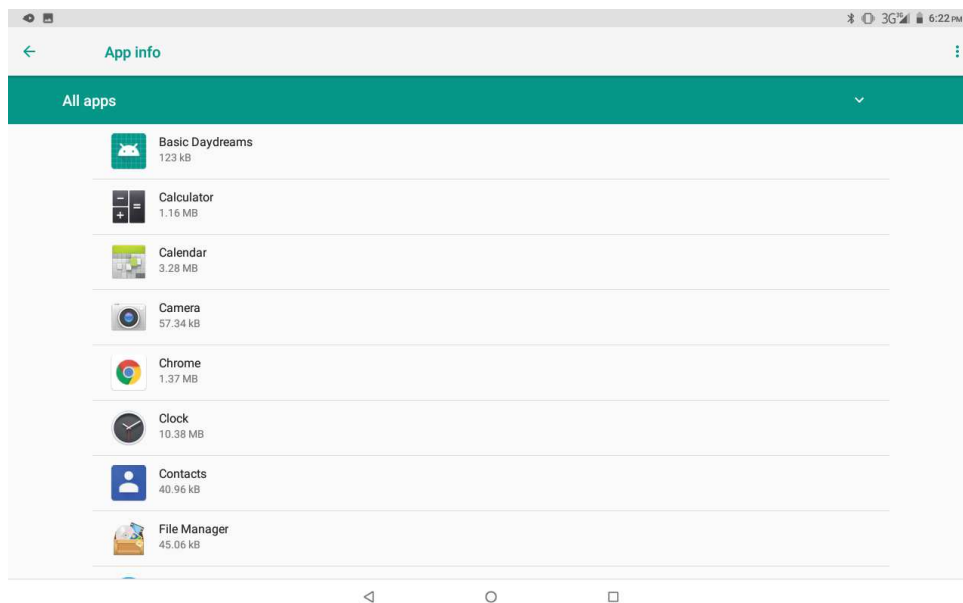 3G 3G 6:22 PM
App info
All apps
Basic Daydreams
123 kB
Calculator
1.16 MB
Calendar
3.28 MB
Camera
57.34 kB
Chrome
1.37 MB
Clock
10.38 MB
Contacts
40.96 kB
File Manager
45.06 kB